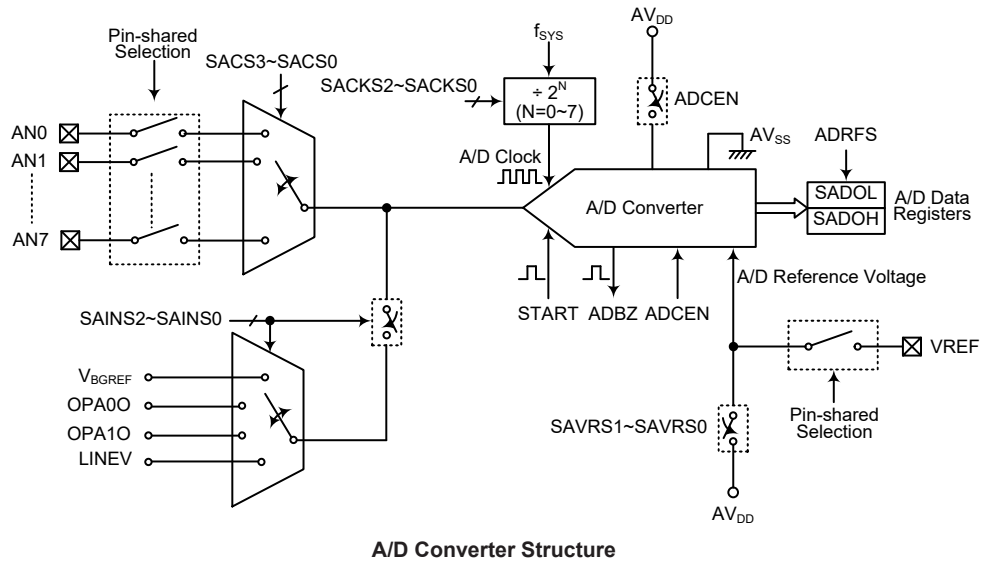 Pin-shared
Selection
SACS3~SACS0
AN0
AN1
AN7
SACKS2~SACKS0
fSYS
÷ 2^N
(N=0~7)
A/D Clock
AVDD
ADCEN
AVSS
ADRFS
A/D Converter
SADOL
SADOH
A/D Data
Registers
START
ADBZ
ADCEN
A/D Reference Voltage
SAINS2~SAINS0
VBGREF
OPA0O
OPA1O
LINEV
VREF
Pin-shared
Selection
SAVRS1~SAVRS0
AVDD
A/D Converter Structure